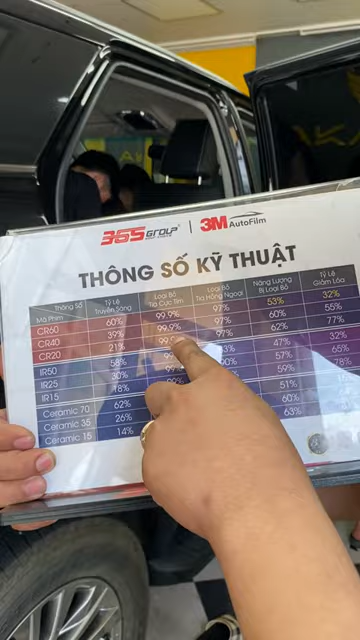 365 GROUP | 3M AutoFilm
THÔNG SỐ KỸ THUẬT
Thông Số Mã Phim Tỷ Lệ Truyền Sáng Loại Bỏ Tia Cực Tím Loại Bỏ Tia Hồng Ngoại Năng Lượng Bị Loại Bỏ Tỷ Lệ Giảm Lóa
CR60 60% 99.9% 97% 53% 32%
CR40 39% 99.9% 97% 60% 55%
CR20 21% 97% 62% 77%
IR50 58% 47% 32%
IR25 30% 57% 65%
IR15 18% 59% 78%
Ceramic 70 62% 51%
Ceramic 35 26% 60%
Ceramic 15 14% 63%